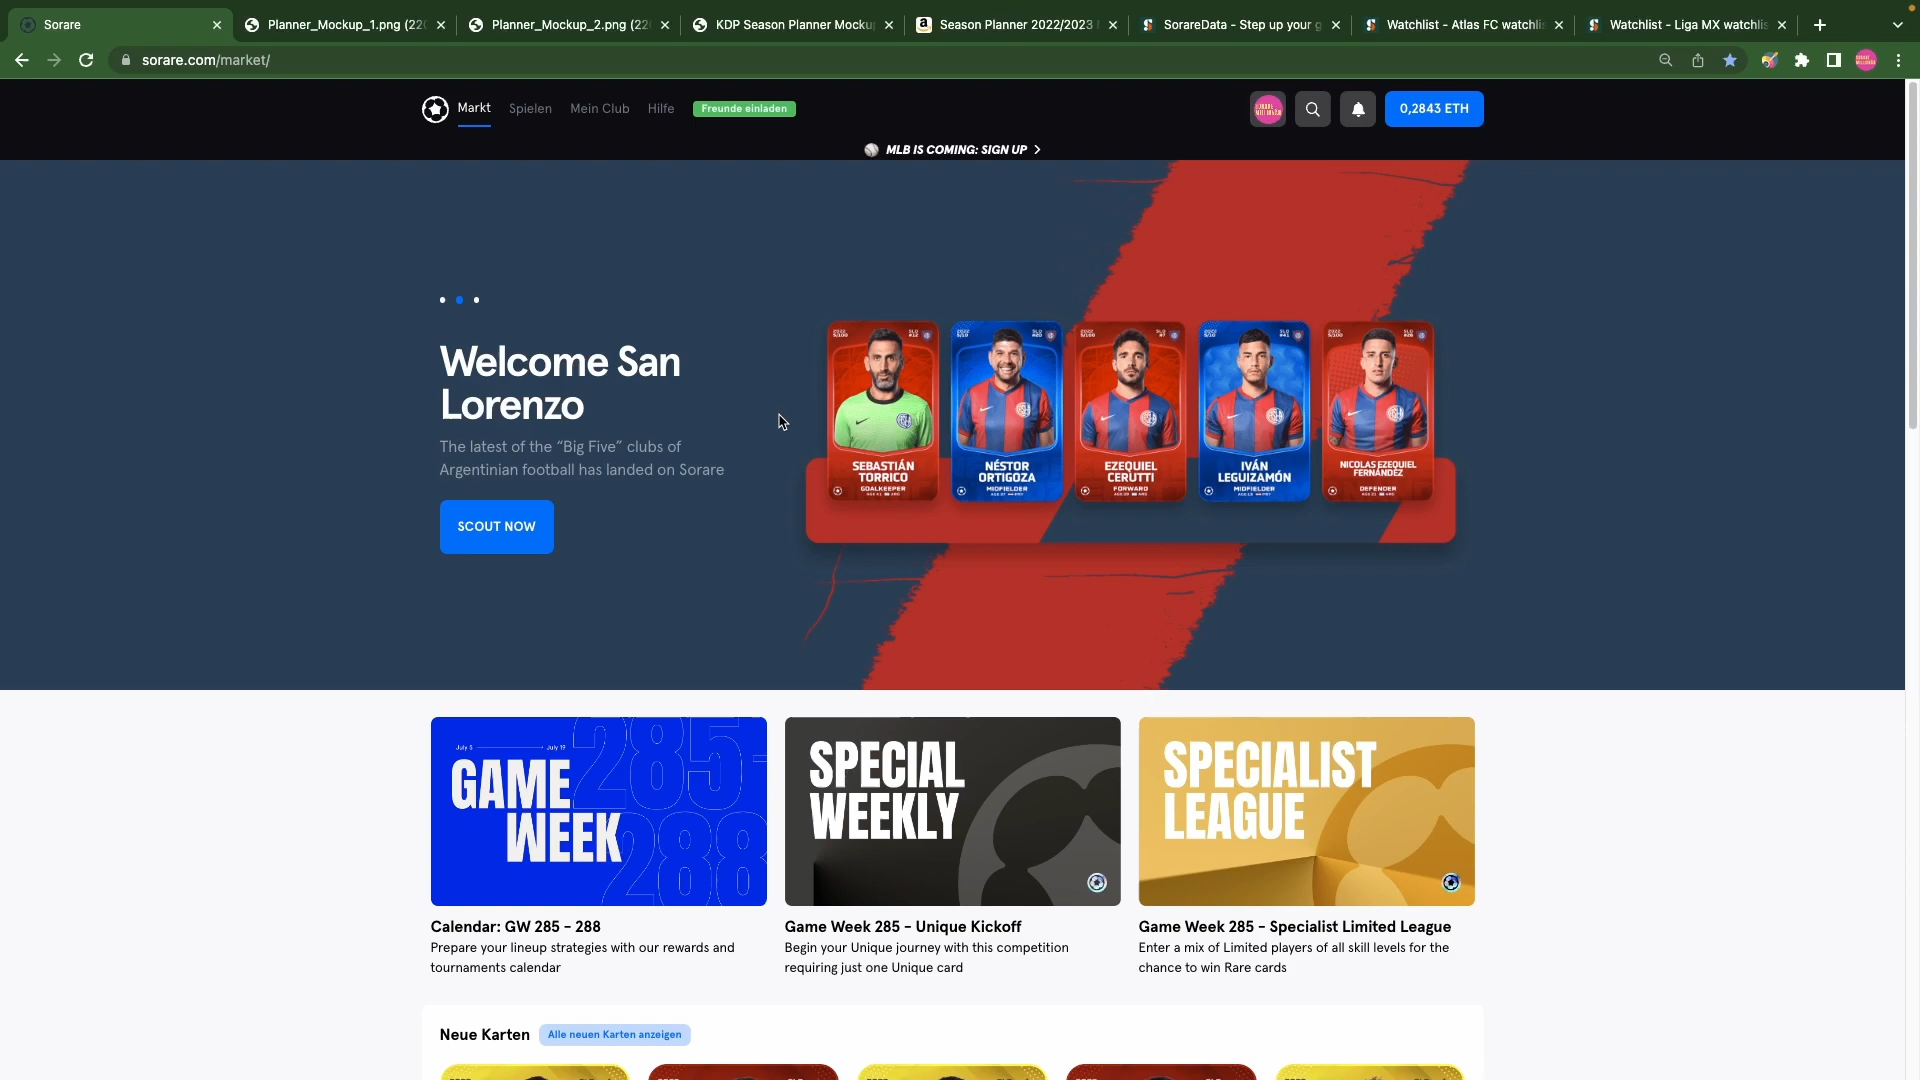 Sorare
Planner_Mockup_1.png (220
Planner_Mockup_2.png (22
KDP Season Planner Mocku
Season Planner 2022/2023
SorareData - Step up your g
Watchlist - Atlas FC watchlis
Watchlist - Liga MX watchlis
sorare.com/market/
Markt
Spielen
Mein Club
Hilfe
Freunde einladen
0,2843 ETH
MLB IS COMING: SIGN UP
Welcome San
Lorenzo
The latest of the “Big Five” clubs of
Argentinian football has landed on Sorare
SCOUT NOW
SEBASTIÁN
TORRICO
GOALKEEPER
NÉSTOR
ORTIGOZA
MIDFIELDER
EZEQUIEL
CERUTTI
FORWARD
IVÁN
LEGUIZAMÓN
MIDFIELDER
NICOLAS EZEQUIEL
FERNÁNDEZ
DEFENDER
July 5
July 19
285-
GAME
WEEK
288
SPECIAL
WEEKLY
SPECIALIST
LEAGUE
Calendar: GW 285 - 288
Prepare your lineup strategies with our rewards and
tournaments calendar
Game Week 285 - Unique Kickoff
Begin your Unique journey with this competition
requiring just one Unique card
Game Week 285 - Specialist Limited League
Enter a mix of Limited players of all skill levels for the
chance to win Rare cards
Neue Karten
Alle neuen Karten anzeigen